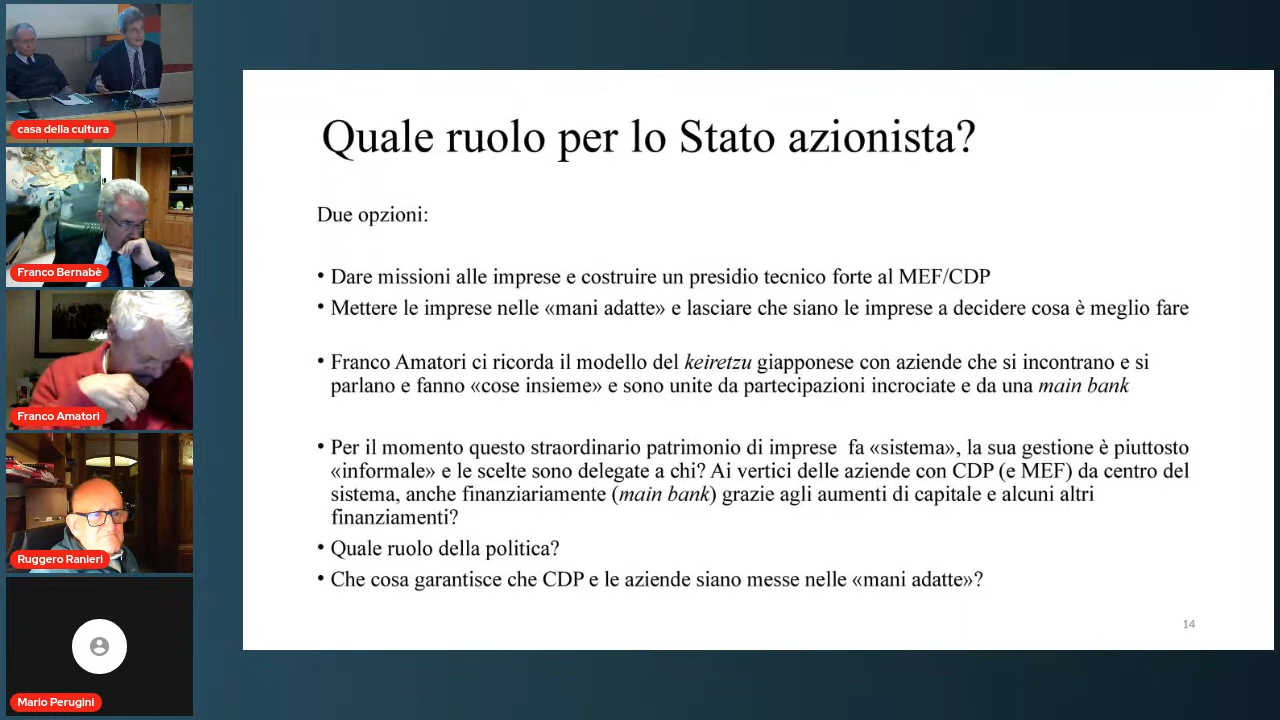 casa della cultura
Franco Bernabè
Franco Amatori
Ruggero Ranieri
Mario Perugini
Quale ruolo per lo Stato azionista?
Due opzioni:
• Dare missioni alle imprese e costruire un presidio tecnico forte al MEF/CDP
• Mettere le imprese nelle «mani adatte» e lasciare che siano le imprese a decidere cosa è meglio fare
• Franco Amatori ci ricorda il modello del keiretzu giapponese con aziende che si incontrano e si
parlano e fanno «cose insieme» e sono unite da partecipazioni incrociate e da una main bank
• Per il momento questo straordinario patrimonio di imprese fa «sistema», la sua gestione è piuttosto
«informale» e le scelte sono delegate a chi? Ai vertici delle aziende con CDP (e MEF) da centro del
sistema, anche finanziariamente (main bank) grazie agli aumenti di capitale e alcuni altri
finanziamenti?
• Quale ruolo della politica?
• Che cosa garantisce che CDP e le aziende siano messe nelle «mani adatte»?
14